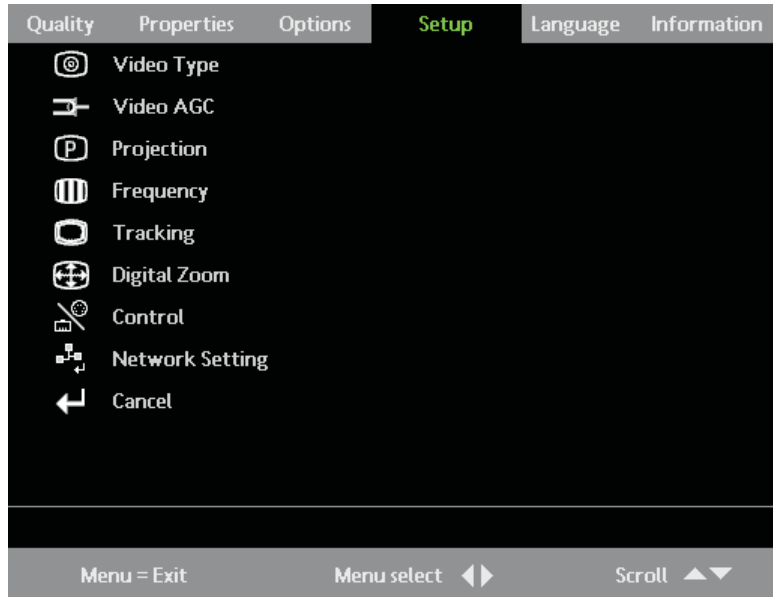 Quality Properties Options Setup Language Information
Video Type
Video AGC
P Projection
Frequency
Tracking
Digital Zoom
Control
Network Setting
Cancel
Menu = Exit Menu select Scroll